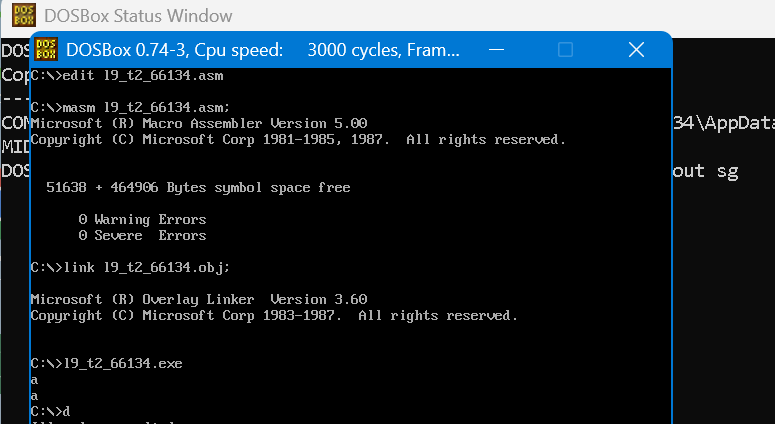 DOSBox Status Window
DOSBox 0.74-3, Cpu speed:    3000 cycles, Fram...
DOS
Cop
---
CON
MID
DOS
34\AppData
out sg
C:\>edit l9_t2_66134.asm
C:\>masm l9_t2_66134.asm;
Microsoft (R) Macro Assembler Version 5.00
Copyright (C) Microsoft Corp 1981-1985, 1987.  All rights reserved.
51638 + 464906 Bytes symbol space free
0 Warning Errors
0 Severe  Errors
C:\>link l9_t2_66134.obj;
Microsoft (R) Overlay Linker  Version 3.60
Copyright (C) Microsoft Corp 1983-1987.  All rights reserved.
C:\>l9_t2_66134.exe
a
a
C:\>d